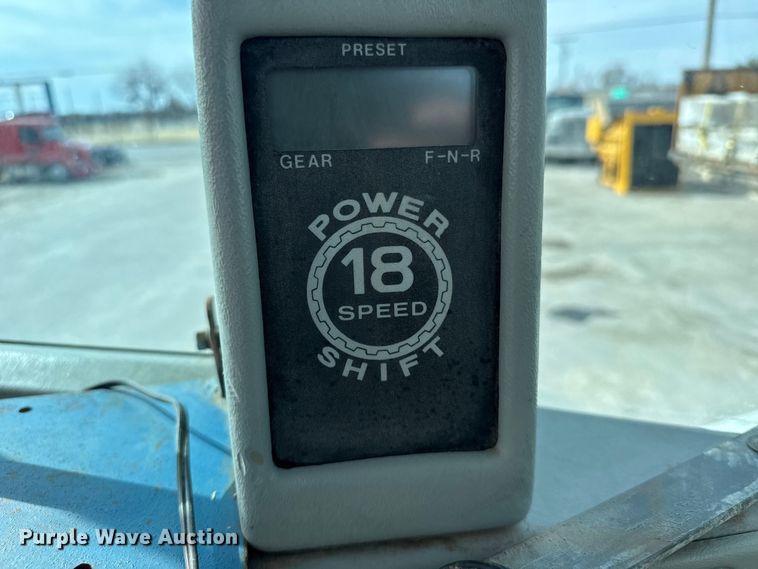 PRESET
GEAR F-N-R
POWER
18
SPEED
SHIFT
Purple Wave Auction